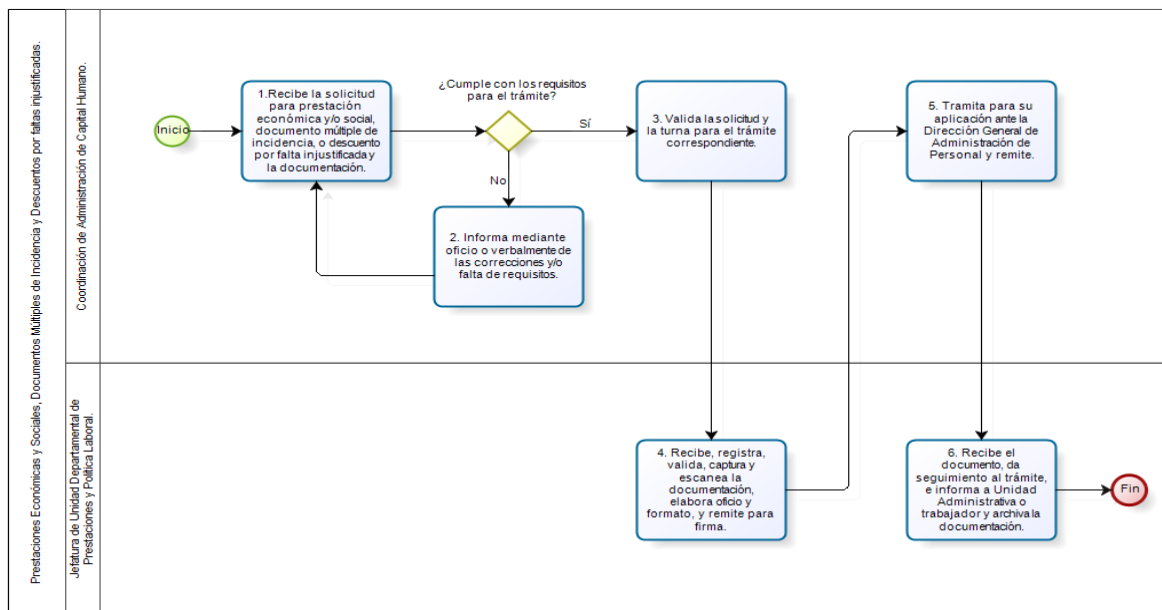 Prestaciones Económicas y Sociales, Documentos Múltiples de Incidencia y Descuentos por faltas injustificadas.
Coordinación de Administración de Capital Humano.
Inicio
1.Recibe la solicitud
para prestación
económica y/o social,
documento múltiple de
incidencia, o descuento
por falta injustificada y
la documentación.
¿Cumple con los requisitos
para el trámite?
Sí
No
2. Informa mediante
oficio o verbalmente de
las correcciones y/o
falta de requisitos.
3. Valida la solicitud y
la turna para el trámite
correspondiente.
5. Tramita para su
aplicación ante la
Dirección General de
Administración de
Personal y remite.
Jefatura de Unidad Departamental de
Prestaciones y Política Laboral.
4. Recibe, registra,
valida, captura y
escanea la
documentación,
elabora oficio y
formato, y remite para
firma.
6. Recibe el
documento, da
seguimiento al trámite,
e informa a Unidad
Administrativa o
trabajador y archiva la
documentación.
Fin